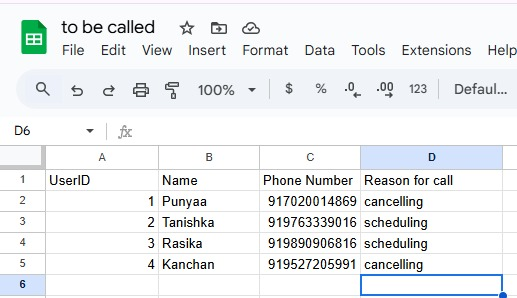 to be called
File Edit View Insert Format Data Tools Extensions Help
100% $ % .0 .00 123 Defaul...
D6 fx
A B C D
1 UserID Name Phone Number Reason for call
2 1 Punyaa 917020014869 cancelling
3 2 Tanishka 919763339016 scheduling
4 3 Rasika 919890906816 scheduling
5 4 Kanchan 919527205991 cancelling
6